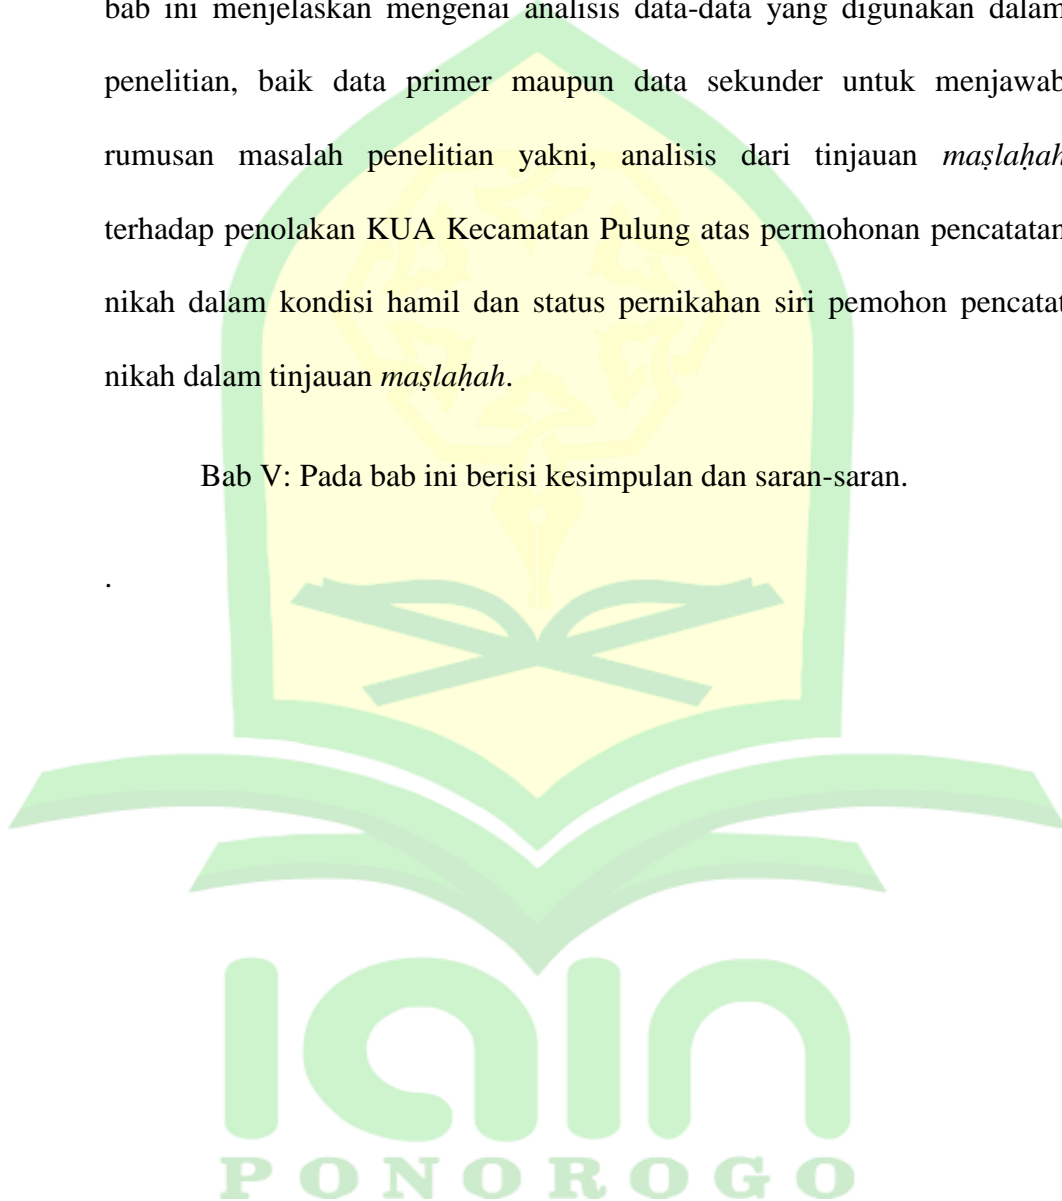 bab ini menjelaskan mengenai analisis data-data yang digunakan dalam
penelitian, baik data primer maupun data sekunder untuk menjawab
rumusan masalah penelitian yakni, analisis dari tinjauan maṣlaḥah
terhadap penolakan KUA Kecamatan Pulung atas permohonan pencatatan
nikah dalam kondisi hamil dan status pernikahan siri pemohon pencatat
nikah dalam tinjauan maṣlaḥah.
Bab V: Pada bab ini berisi kesimpulan dan saran-saran.
.
iain
PONOROGO